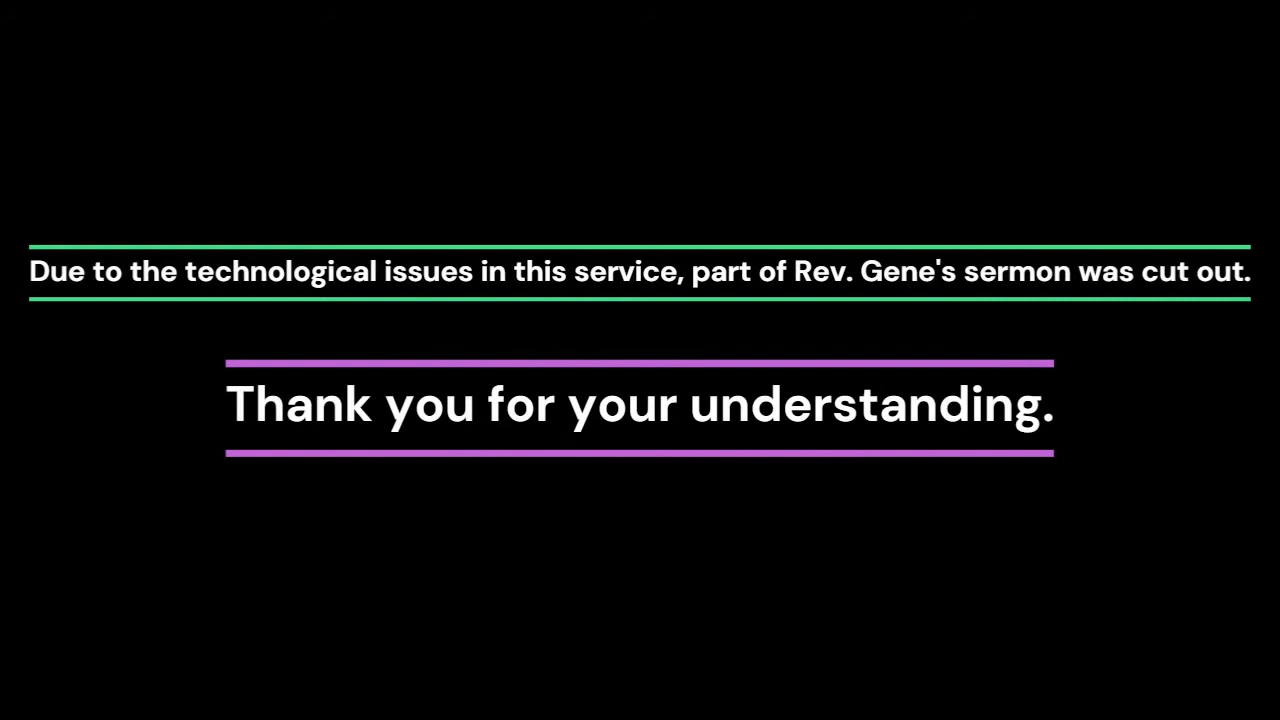 Due to the technological issues in this service, part of Rev. Gene's sermon was cut out.
Thank you for your understanding.